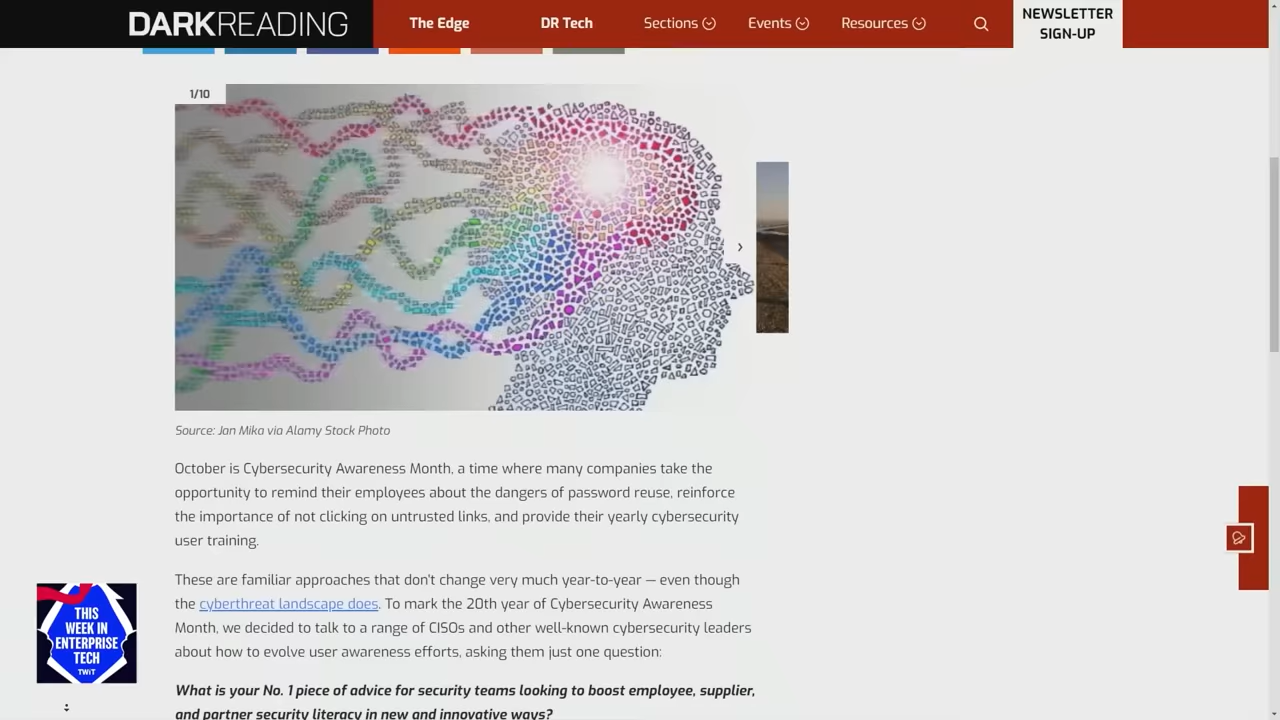 DARKREADING
The Edge
DR Tech
Sections
Events
Resources
NEWSLETTER
SIGN-UP
1/10
Source: Jan Mika via Alamy Stock Photo
October is Cybersecurity Awareness Month, a time where many companies take the
opportunity to remind their employees about the dangers of password reuse, reinforce
the importance of not clicking on untrusted links, and provide their yearly cybersecurity
user training.
These are familiar approaches that don't change very much year-to-year — even though
the cyberthreat landscape does. To mark the 20th year of Cybersecurity Awareness
Month, we decided to talk to a range of CISOs and other well-known cybersecurity leaders
about how to evolve user awareness efforts, asking them just one question:
What is your No. 1 piece of advice for security teams looking to boost employee, supplier,
and partner security literacy in new and innovative ways?
THIS
WEEK IN
ENTERPRISE
TECH
TWiT